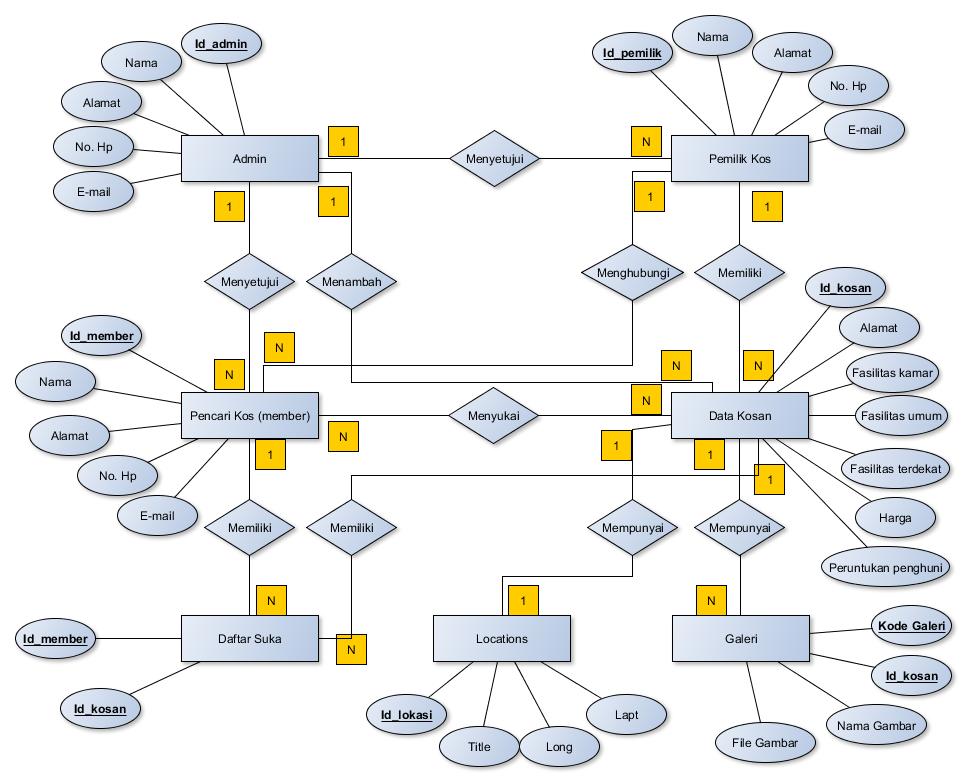 Id_admin
Nama
Alamat
No. Hp
E-mail
Admin
1
Menyetujui
N
Id_pemilik
Nama
Alamat
No. Hp
E-mail
Pemilik Kos
1
1
1
1
Menyetujui
Menambah
Menghubungi
Memiliki
Id_kosan
Alamat
Fasilitas kamar
Fasilitas umum
Fasilitas terdekat
Harga
Peruntukan penghuni
Id_member
Nama
Alamat
No. Hp
E-mail
N
N
N
N
Pencari Kos (member)
N
Menyukai
N
Data Kosan
1
1
1
1
Memiliki
Memiliki
Mempunyai
Mempunyai
N
N
1
N
Id_member
Daftar Suka
Id_kosan
Locations
Id_lokasi
Title
Long
Lapt
Galeri
Kode Galeri
Id_kosan
Nama Gambar
File Gambar